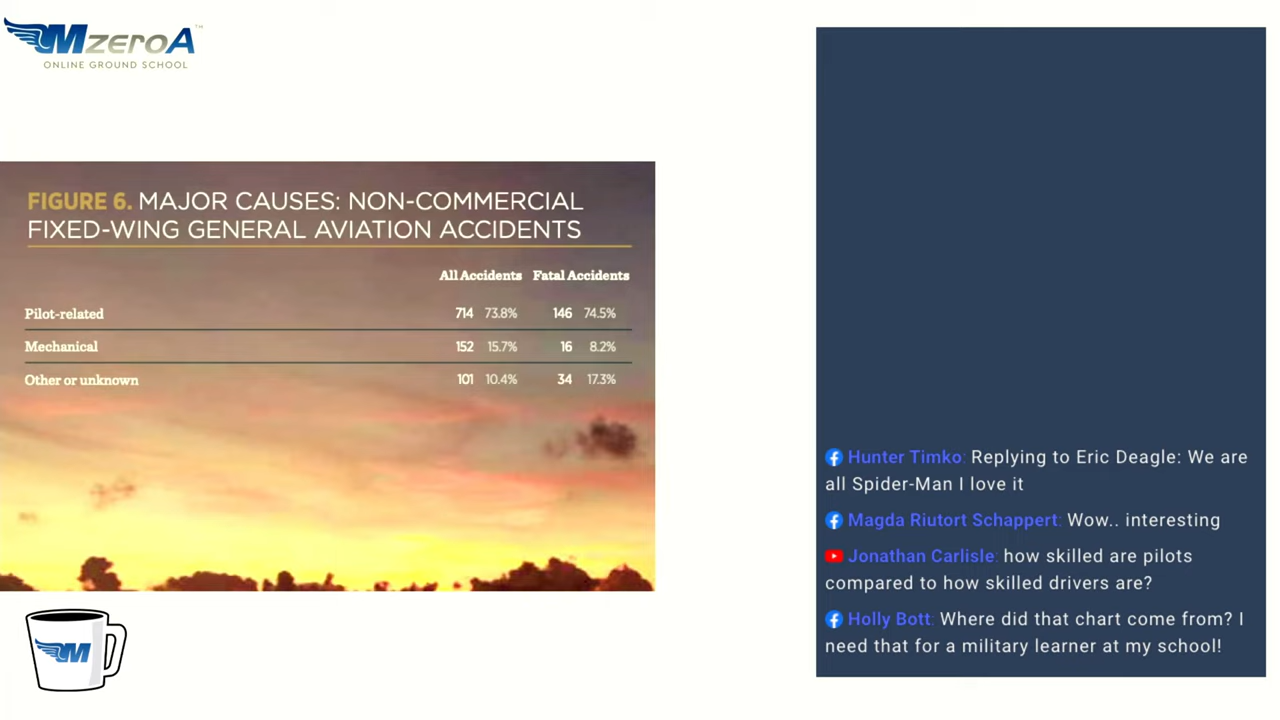 MzeroA™
ONLINE GROUND SCHOOL
FIGURE 6. MAJOR CAUSES: NON-COMMERCIAL
FIXED-WING GENERAL AVIATION ACCIDENTS
All Accidents Fatal Accidents
Pilot-related 714 73.8% 146 74.5%
Mechanical 152 15.7% 16 8.2%
Other or unknown 101 10.4% 34 17.3%
M
Hunter Timko: Replying to Eric Deagle: We are
all Spider-Man I love it
Magda Riutort Schappert: Wow.. interesting
Jonathan Carlisle: how skilled are pilots
compared to how skilled drivers are?
Holly Bott: Where did that chart come from? I
need that for a military learner at my school!